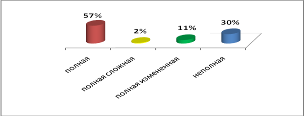 57%
2%
11%
30%
полная
полная сложная
полная измененная
неполная